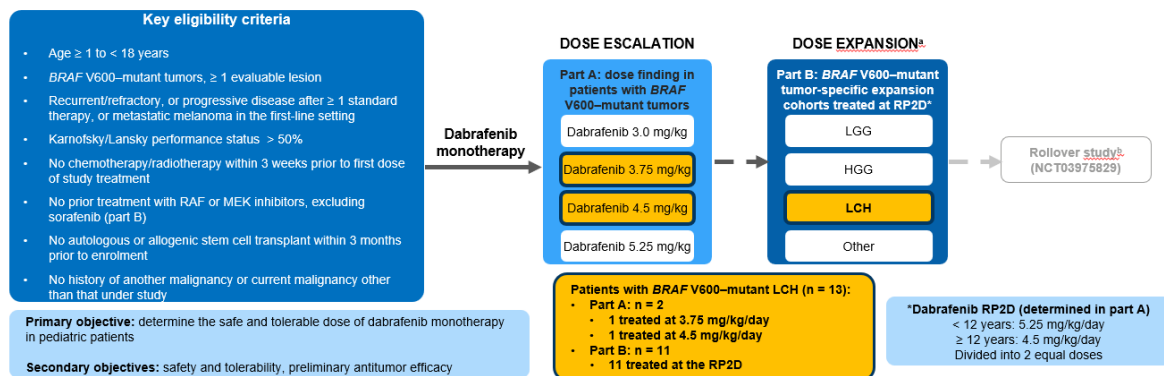 Key eligibility criteria
• Age ≥ 1 to < 18 years
• BRAF V600–mutant tumors, ≥ 1 evaluable lesion
• Recurrent/refractory, or progressive disease after ≥ 1 standard
therapy, or metastatic melanoma in the first-line setting
• Karnofsky/Lansky performance status > 50%
• No chemotherapy/radiotherapy within 3 weeks prior to first dose
of study treatment
• No prior treatment with RAF or MEK inhibitors, excluding
sorafenib (part B)
• No autologous or allogenic stem cell transplant within 3 months
prior to enrolment
• No history of another malignancy or current malignancy other
than that under study
Primary objective: determine the safe and tolerable dose of dabrafenib monotherapy
in pediatric patients
Secondary objectives: safety and tolerability, preliminary antitumor efficacy
Dabrafenib
monotherapy
DOSE ESCALATION
Part A: dose finding in
patients with BRAF
V600–mutant tumors
Dabrafenib 3.0 mg/kg
Dabrafenib 3.75 mg/kg
Dabrafenib 4.5 mg/kg
Dabrafenib 5.25 mg/kg
DOSE EXPANSIONa
Part B: BRAF V600–mutant
tumor-specific expansion
cohorts treated at RP2D*
LGG
HGG
LCH
Other
Rollover studyb
(NCT03975829)
Patients with BRAF V600–mutant LCH (n = 13):
• Part A: n = 2
• 1 treated at 3.75 mg/kg/day
• 1 treated at 4.5 mg/kg/day
• Part B: n = 11
• 11 treated at the RP2D
*Dabrafenib RP2D (determined in part A)
< 12 years: 5.25 mg/kg/day
≥ 12 years: 4.5 mg/kg/day
Divided into 2 equal doses